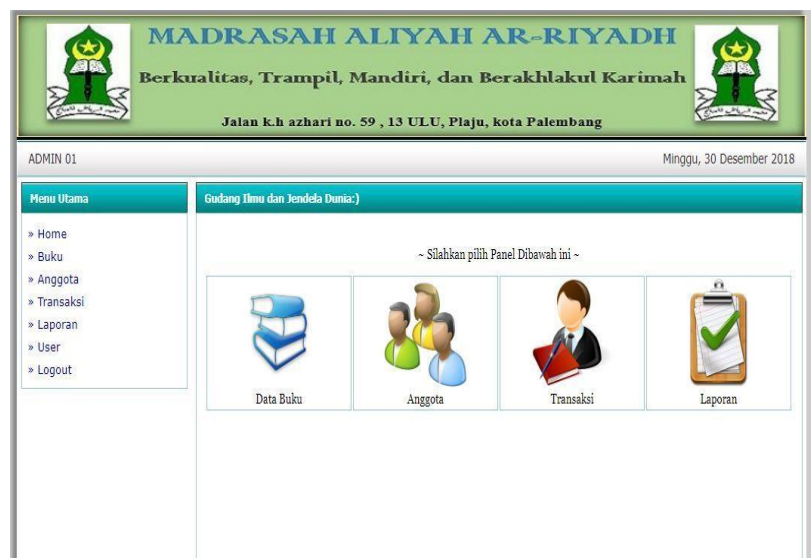 MADRASAH ALIYAH AR-RIYADH
Berkualitas, Trampil, Mandiri, dan Berakhlakul Karimah
Jalan k.h azhari no. 59 , 13 ULU, Plaju, kota Palembang
ADMIN 01
Minggu, 30 Desember 2018
Menu Utama
» Home
» Buku
» Anggota
» Transaksi
» Laporan
» User
» Logout
Gudang Ilmu dan Jendela Dunia:)
~ Silahkan pilih Panel Dibawah ini ~
Data Buku
Anggota
Transaksi
Laporan